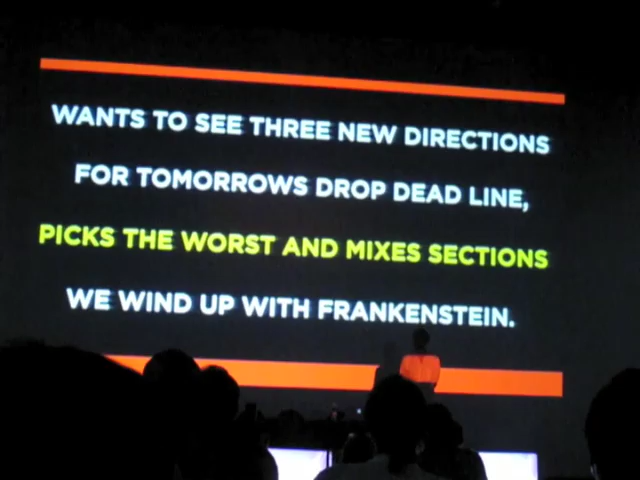 WANTS TO SEE THREE NEW DIRECTIONS
FOR TOMORROWS DROP DEAD LINE,
PICKS THE WORST AND MIXES SECTIONS
WE WIND UP WITH FRANKENSTEIN.